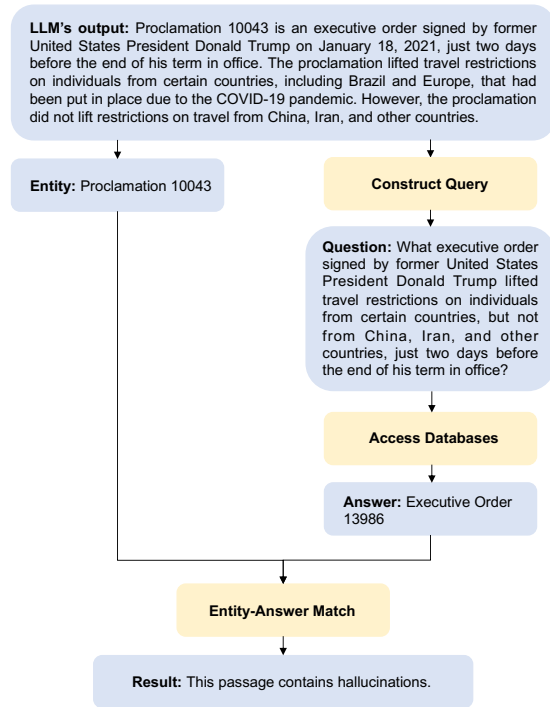 LLM's output: Proclamation 10043 is an executive order signed by former
United States President Donald Trump on January 18, 2021, just two days
before the end of his term in office. The proclamation lifted travel restrictions
on individuals from certain countries, including Brazil and Europe, that had
been put in place due to the COVID-19 pandemic. However, the proclamation
did not lift restrictions on travel from China, Iran, and other countries.
Entity: Proclamation 10043
Construct Query
Question: What executive order
signed by former United States
President Donald Trump lifted
travel restrictions on individuals
from certain countries, but not
from China, Iran, and other
countries, just two days before
the end of his term in office?
Access Databases
Answer: Executive Order
13986
Entity-Answer Match
Result: This passage contains hallucinations.